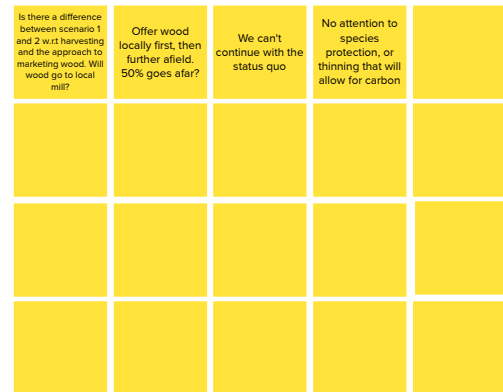 Is there a difference
between scenario 1
and 2 w.r.t harvesting
and the approach to
marketing wood. Will
wood go to local
mill?
Offer wood
locally first, then
further afield.
50% goes afar?
We can't
continue with the
status quo
No attention to
species
protection, or
thinning that will
allow for carbon